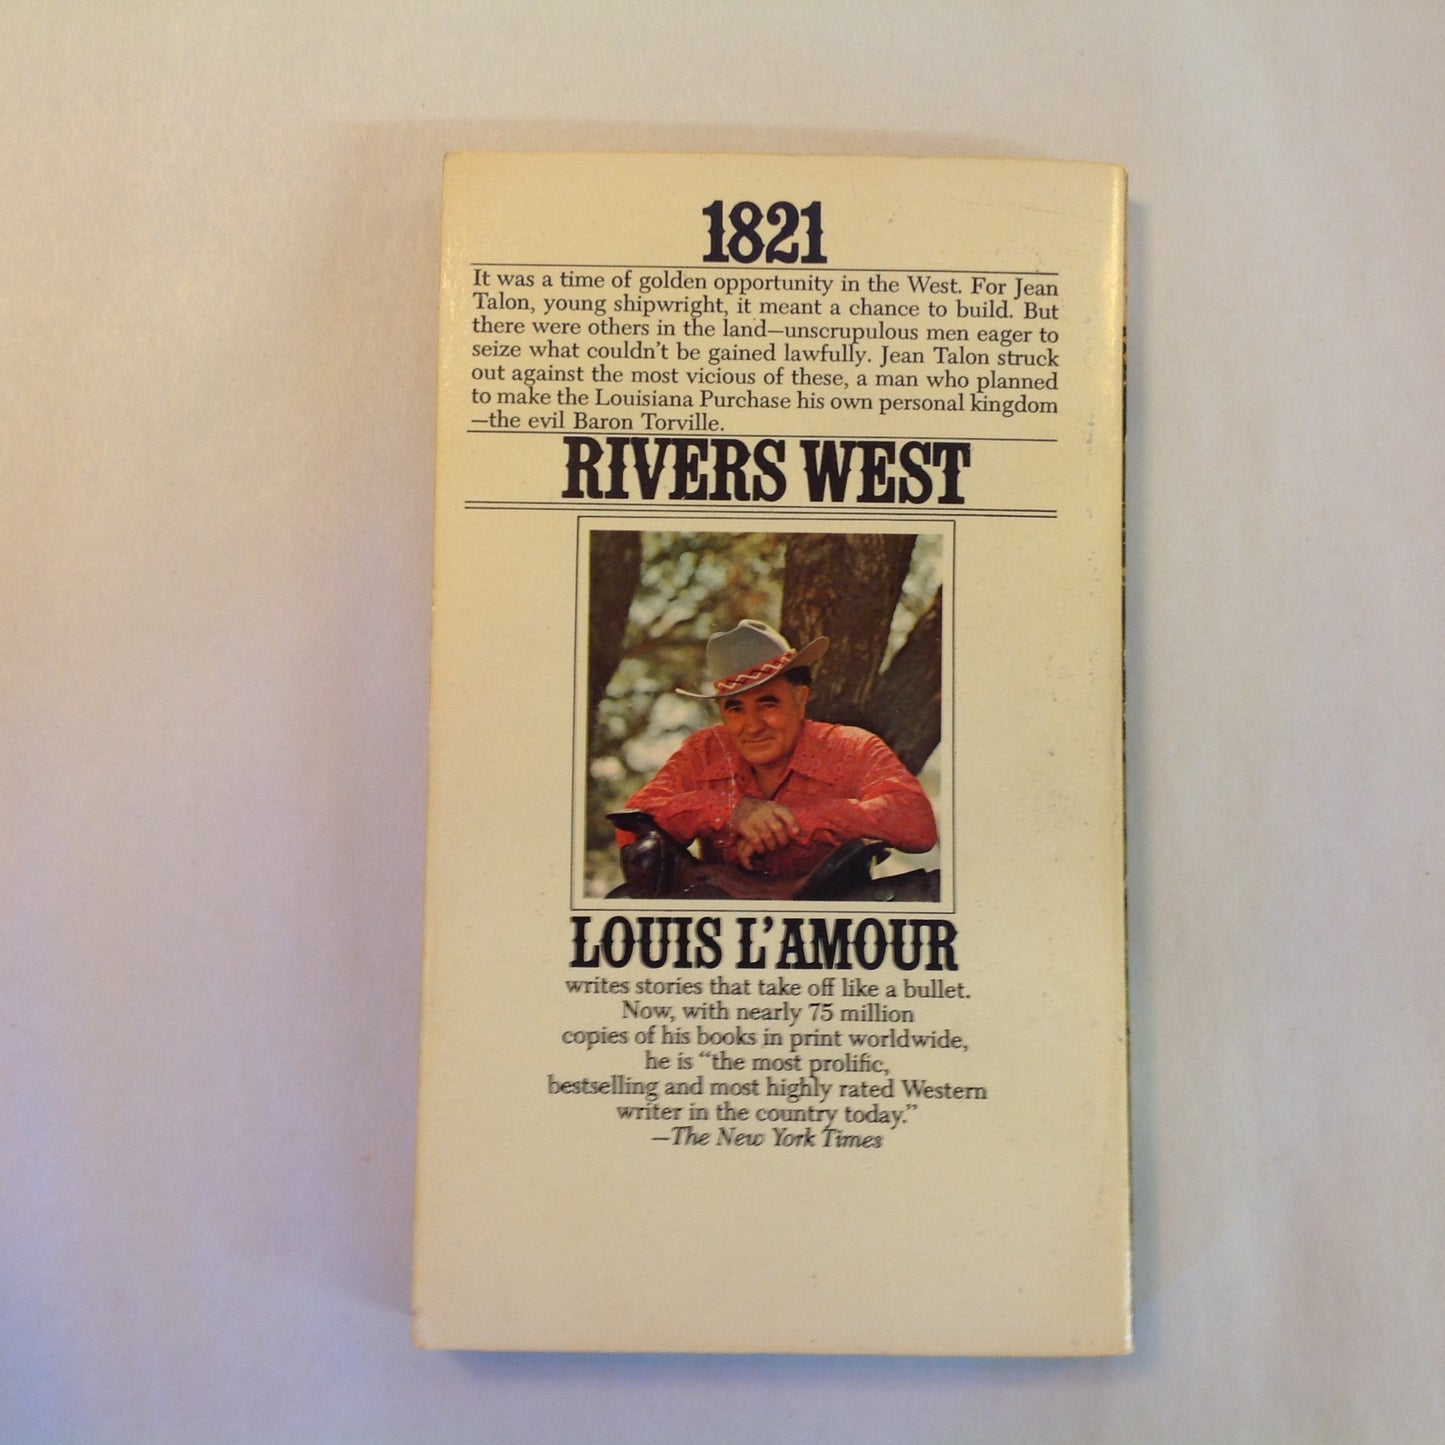 1821
It was a time of golden opportunity in the West. For Jean
Talon, young shipwright, it meant a chance to build. But
there were others in the land—unscrupulous men eager to
seize what couldn't be gained lawfully. Jean Talon struck
out against the most vicious of these, a man who planned
to make the Louisiana Purchase his own personal kingdom
—the evil Baron Torville.
RIVERS WEST
LOUIS L'AMOUR
writes stories that take off like a bullet.
Now, with nearly 75 million
copies of his books in print worldwide,
he is “the most prolific,
bestselling and most highly rated Western
writer in the country today.”
—The New York Times